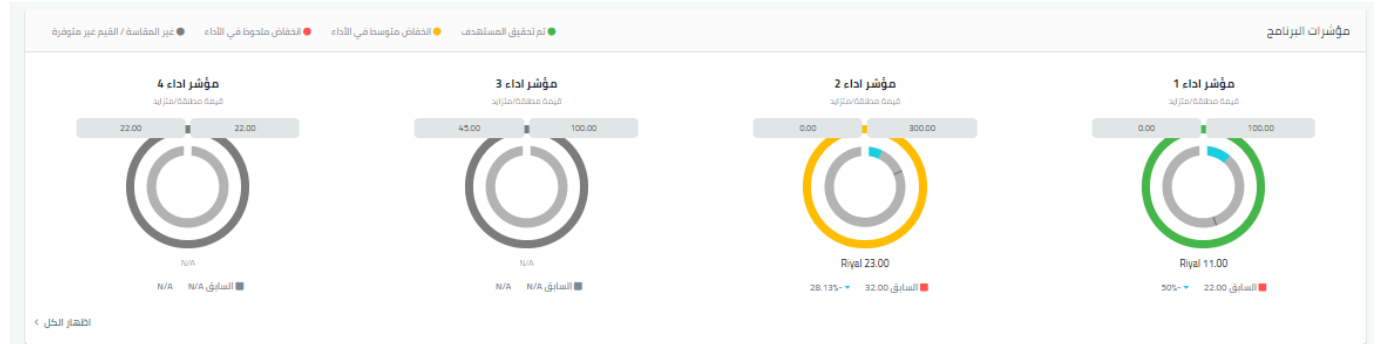 مؤشرات البرنامج
تم تحقيق المستهدف
انخفاض متوسط في الأداء
انخفاض ملحوظ في الأداء
غير المقاسة / القيم غير متوفرة
مؤشر اداء 1
قيمة مطلقة/متزايد
0.00 100.00
Riyal 11.00
السابق 22.00 -50%
مؤشر اداء 2
قيمة مطلقة/متزايد
0.00 300.00
Riyal 23.00
السابق 32.00 -28.13%
مؤشر اداء 3
قيمة مطلقة/متزايد
45.00 100.00
N/A
السابق N/A N/A
مؤشر اداء 4
قيمة مطلقة/متزايد
22.00 22.00
N/A
السابق N/A N/A
اظهار الكل